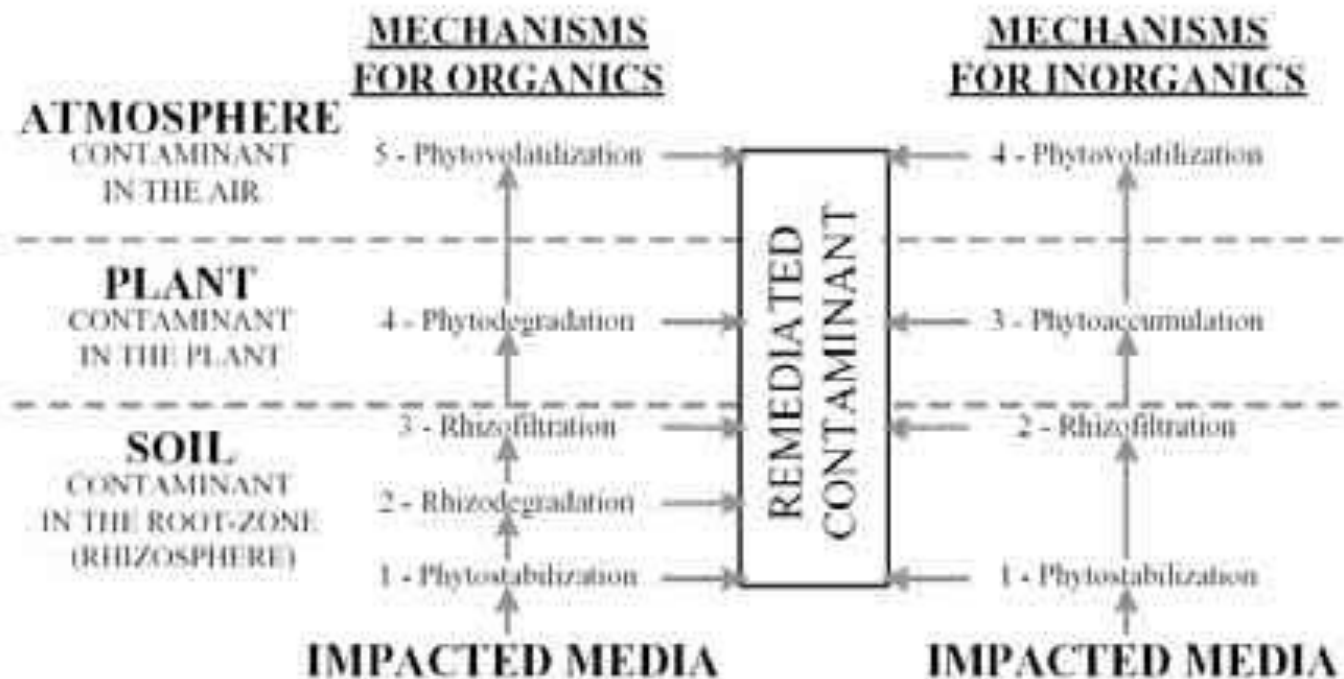 MECHANISMS
FOR ORGANICS
MECHANISMS
FOR INORGANICS
ATMOSPHERE
CONTAMINANT
IN THE AIR
5 - Phytovolatilization
4 - Phytovolatilization
PLANT
CONTAMINANT
IN THE PLANT
4 - Phytodegradation
3 - Phytoaccumulation
REMEDIATED
CONTAMINANT
SOIL
CONTAMINANT
IN THE ROOT-ZONE
(RHIZOSPHERE)
3 - Rhizofiltration
2 - Rhizofiltration
2 - Rhizodegradation
1 - Phytostabilization
1 - Phytostabilization
IMPACTED MEDIA
IMPACTED MEDIA